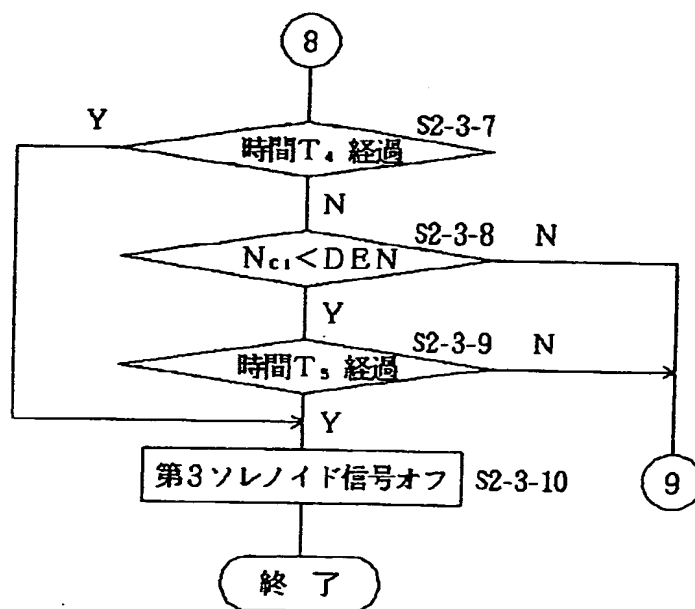 8
Y
時間T₄ 経過
S2-3-7
N
N_{C1}<DEN
S2-3-8
N
Y
時間T₅ 経過
S2-3-9
N
Y
第3ソレノイド信号オフ
S2-3-10
9
終了